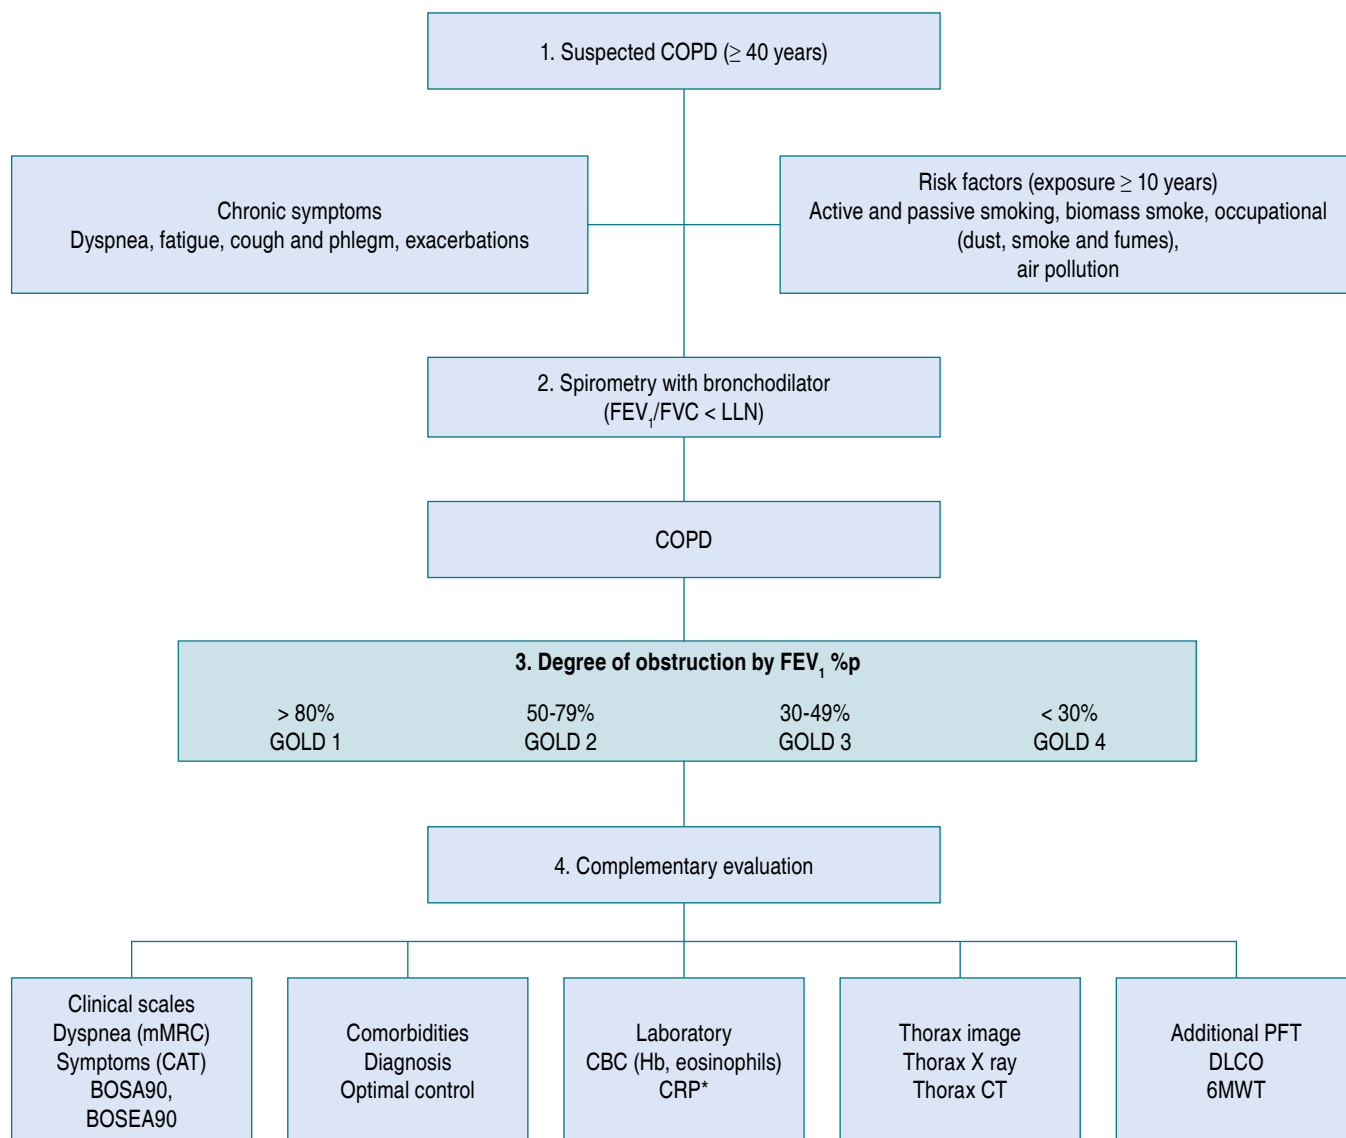 1. Suspected COPD (≥ 40 years)
Chronic symptoms
Dyspnea, fatigue, cough and phlegm, exacerbations
Risk factors (exposure ≥ 10 years)
Active and passive smoking, biomass smoke, occupational
(dust, smoke and fumes),
air pollution
2. Spirometry with bronchodilator
(FEV₁/FVC < LLN)
COPD
3. Degree of obstruction by FEV₁ %p
> 80% 50-79% 30-49% < 30%
GOLD 1 GOLD 2 GOLD 3 GOLD 4
4. Complementary evaluation
Clinical scales
Dyspnea (mMRC)
Symptoms (CAT)
BOSA90,
BOSEA90
Comorbidities
Diagnosis
Optimal control
Laboratory
CBC (Hb, eosinophils)
CRP*
Thorax image
Thorax X ray
Thorax CT
Additional PFT
DLCO
6MWT